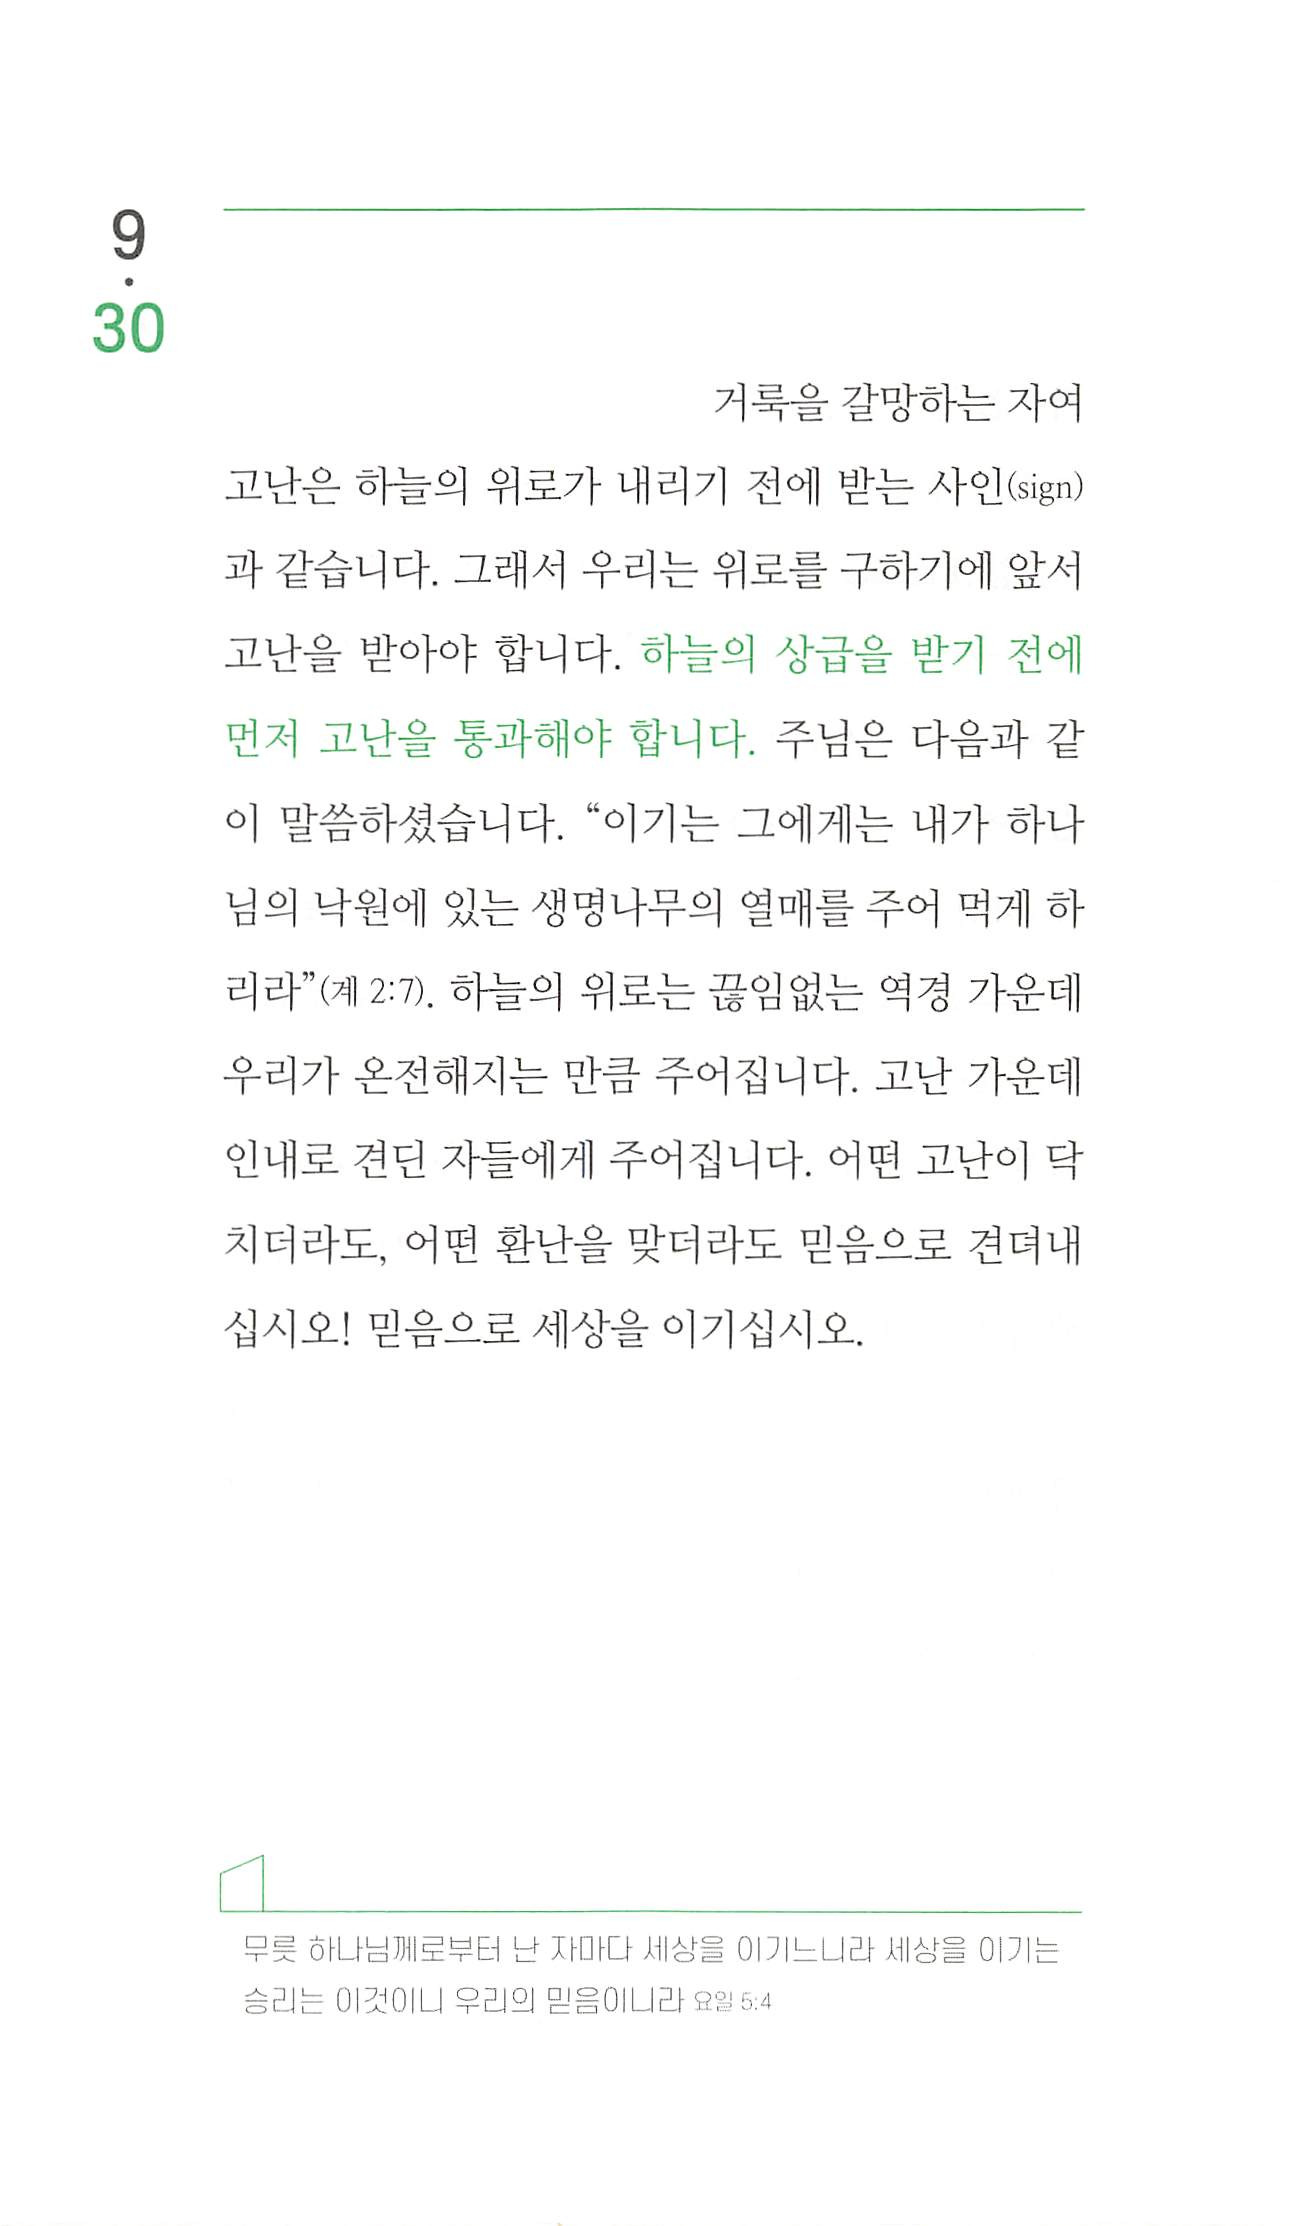 9
·
30
거룩을 갈망하는 자여
고난은 하늘의 위로가 내리기 전에 받는 사인(sign)
과 같습니다. 그래서 우리는 위로를 구하기에 앞서
고난을 받아야 합니다. 하늘의 상급을 받기 전에
먼저 고난을 통과해야 합니다. 주님은 다음과 같
이 말씀하셨습니다. “이기는 그에게는 내가 하나
님의 낙원에 있는 생명나무의 열매를 주어 먹게 하
리라”(계 2:7). 하늘의 위로는 끊임없는 역경 가운데
우리가 온전해지는 만큼 주어집니다. 고난 가운데
인내로 견딘 자들에게 주어집니다. 어떤 고난이 닥
치더라도, 어떤 환난을 맞더라도 믿음으로 견뎌내
십시오! 믿음으로 세상을 이기십시오.
무릇 하나님께로부터 난 자마다 세상을 이기느니라 세상을 이기는
승리는 이것이니 우리의 믿음이니라 요일 5:4